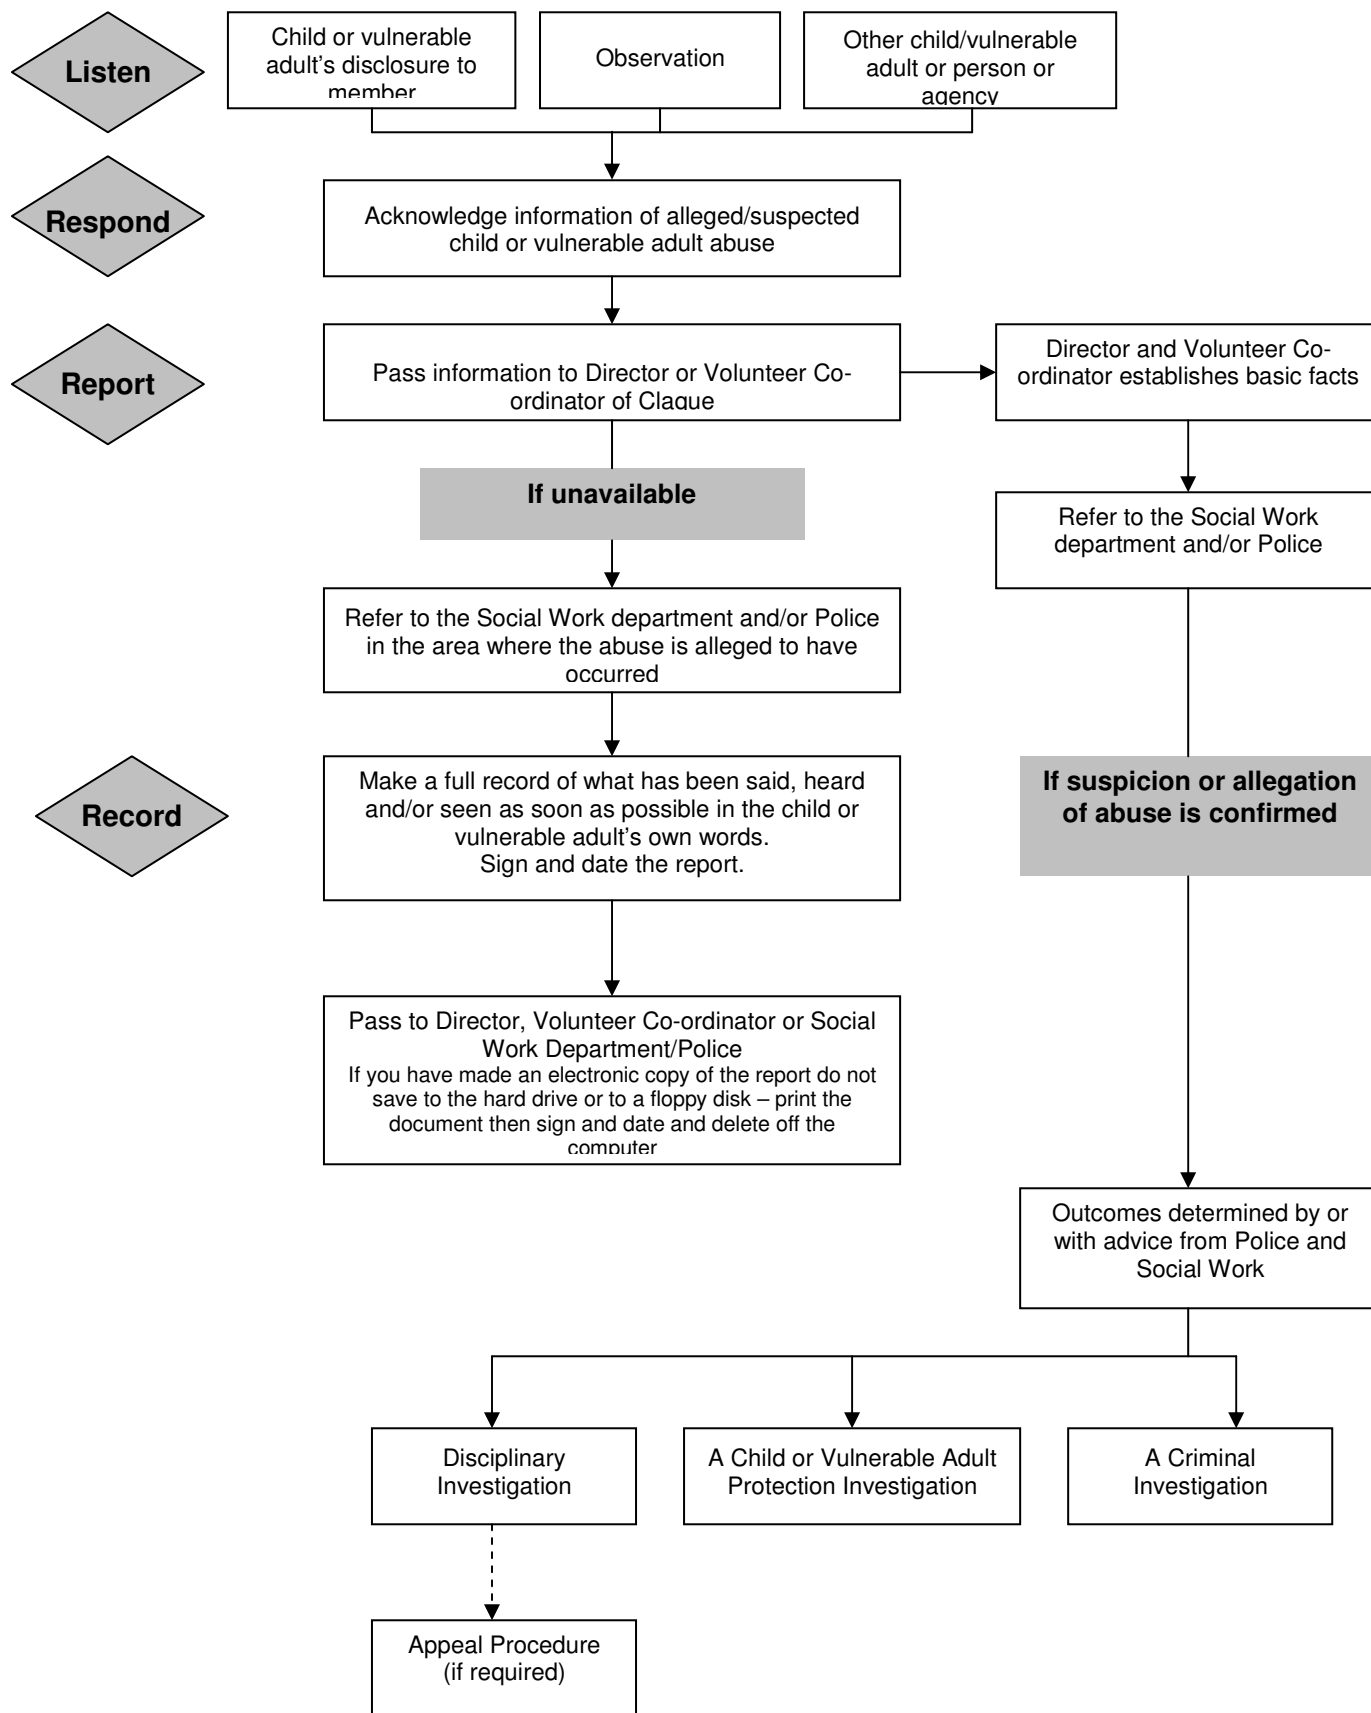 Listen
Child or vulnerable
adult's disclosure to
member
Observation
Other child/vulnerable
adult or person or
agency
Respond
Acknowledge information of alleged/suspected
child or vulnerable adult abuse
Report
Pass information to Director or Volunteer Co-
ordinator of Claque
Director and Volunteer Co-
ordinator establishes basic facts
If unavailable
Refer to the Social Work
department and/or Police
Refer to the Social Work department and/or Police
in the area where the abuse is alleged to have
occurred
Record
Make a full record of what has been said, heard
and/or seen as soon as possible in the child or
vulnerable adult's own words.
Sign and date the report.
If suspicion or allegation
of abuse is confirmed
Pass to Director, Volunteer Co-ordinator or Social
Work Department/Police
If you have made an electronic copy of the report do not
save to the hard drive or to a floppy disk – print the
document then sign and date and delete off the
computer
Outcomes determined by or
with advice from Police and
Social Work
Disciplinary
Investigation
A Child or Vulnerable Adult
Protection Investigation
A Criminal
Investigation
Appeal Procedure
(if required)